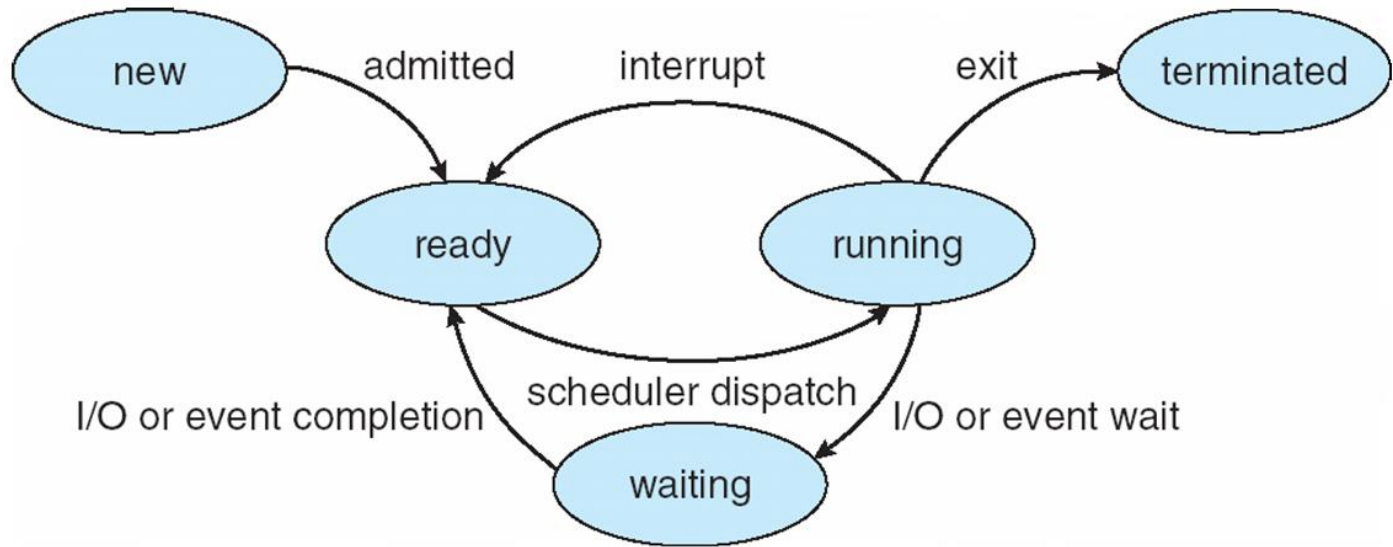 new
admitted
interrupt
exit
terminated
ready
running
scheduler dispatch
I/O or event completion
I/O or event wait
waiting